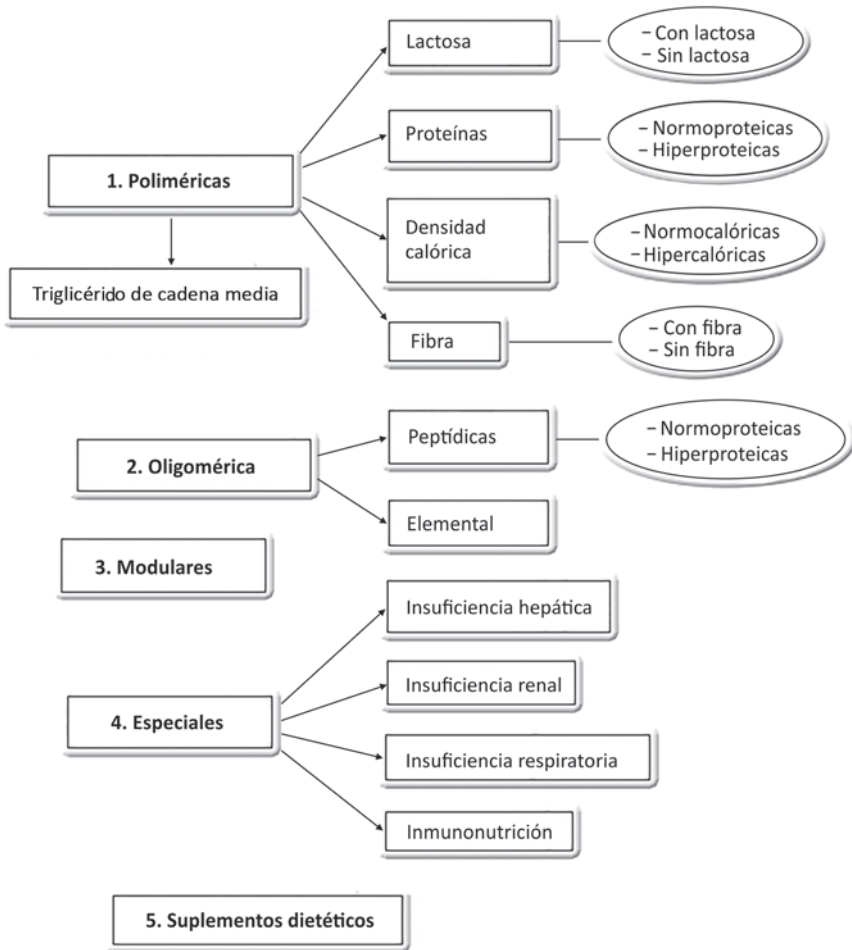 1. Poliméricas
Triglicérido de cadena media
Lactosa
– Con lactosa
– Sin lactosa
Proteínas
– Normoproteicas
– Hiperproteicas
Densidad
calórica
– Normocalóricas
– Hipercalóricas
Fibra
– Con fibra
– Sin fibra
2. Oligomérica
Peptídicas
– Normoproteicas
– Hiperproteicas
Elemental
3. Modulares
4. Especiales
Insuficiencia hepática
Insuficiencia renal
Insuficiencia respiratoria
Inmunonutrición
5. Suplementos dietéticos